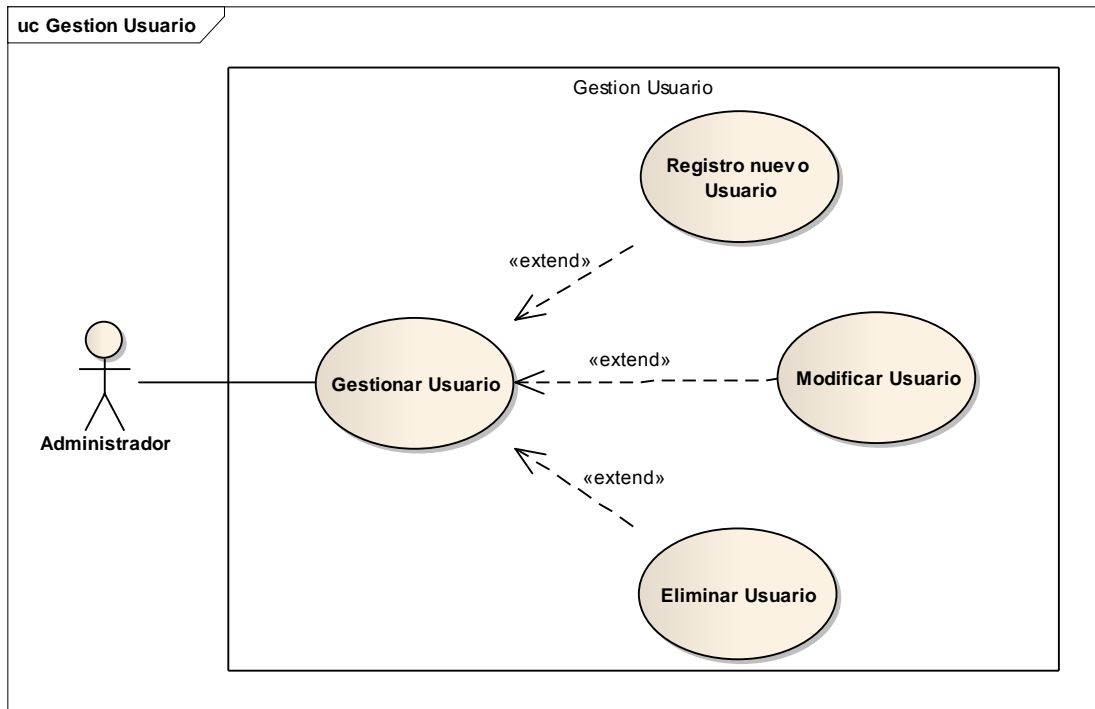 uc Gestion Usuario
Gestion Usuario
Registro nuevo
Usuario
«extend»
«extend»
Gestionar Usuario
Modificar Usuario
Administrador
«extend»
Eliminar Usuario